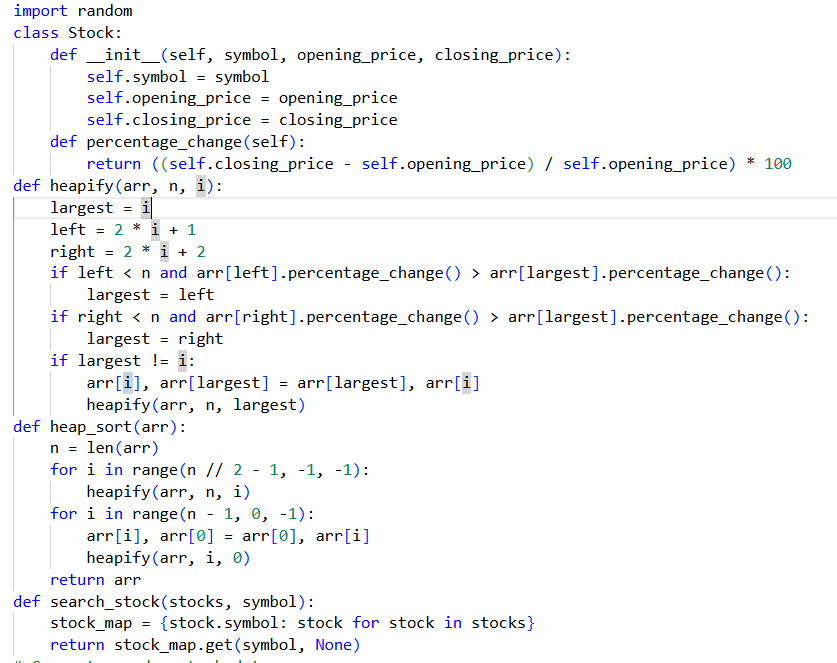 import random
class Stock:
    def __init__(self, symbol, opening_price, closing_price):
        self.symbol = symbol
        self.opening_price = opening_price
        self.closing_price = closing_price
    def percentage_change(self):
        return ((self.closing_price - self.opening_price) / self.opening_price) * 100
def heapify(arr, n, i):
    largest = i
    left = 2 * i + 1
    right = 2 * i + 2
    if left < n and arr[left].percentage_change() > arr[largest].percentage_change():
        largest = left
    if right < n and arr[right].percentage_change() > arr[largest].percentage_change():
        largest = right
    if largest != i:
        arr[i], arr[largest] = arr[largest], arr[i]
        heapify(arr, n, largest)
def heap_sort(arr):
    n = len(arr)
    for i in range(n // 2 - 1, -1, -1):
        heapify(arr, n, i)
    for i in range(n - 1, 0, -1):
        arr[i], arr[0] = arr[0], arr[i]
        heapify(arr, i, 0)
    return arr
def search_stock(stocks, symbol):
    stock_map = {stock.symbol: stock for stock in stocks}
    return stock_map.get(symbol, None)